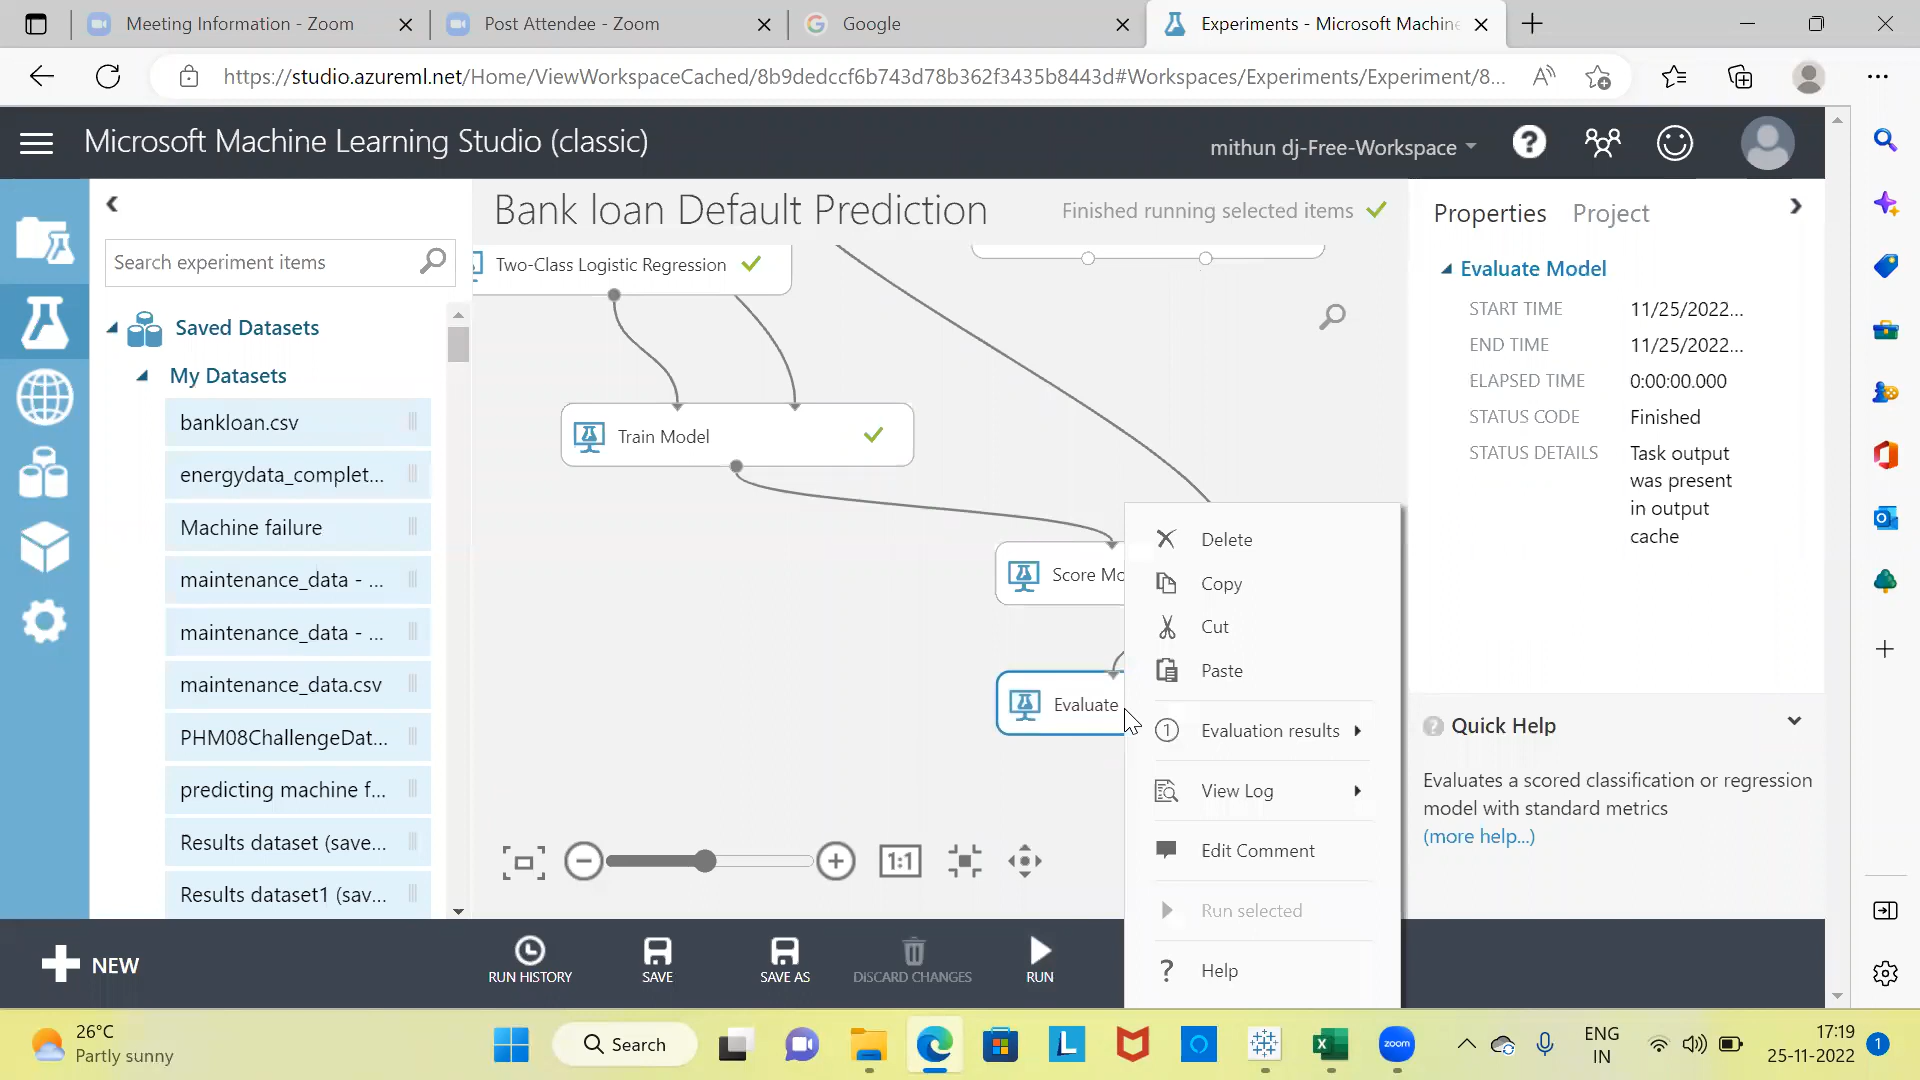 Meeting Information - Zoom
Post Attendee - Zoom
Google
Experiments - Microsoft Machine
https://studio.azureml.net/Home/ViewWorkspaceCached/8b9dedccf6b743d78b362f3435b8443d#Workspaces/Experiments/Experiment/8...
Microsoft Machine Learning Studio (classic)
mithun dj-Free-Workspace
Search experiment items
Saved Datasets
My Datasets
bankloan.csv
energydata_complet...
Machine failure
maintenance_data - ...
maintenance_data - ...
maintenance_data.csv
PHM08ChallengeDat...
predicting machine f...
Results dataset (save...
Results dataset1 (sav...
Bank loan Default Prediction
Finished running selected items
Two-Class Logistic Regression
Train Model
Score Mo
Evaluate
1:1
Delete
Copy
Cut
Paste
1 Evaluation results
View Log
Edit Comment
Run selected
? Help
Properties Project
Evaluate Model
START TIME 11/25/2022...
END TIME 11/25/2022...
ELAPSED TIME 0:00:00.000
STATUS CODE Finished
STATUS DETAILS Task output
was present
in output
cache
Quick Help
Evaluates a scored classification or regression
model with standard metrics
(more help...)
NEW
RUN HISTORY
SAVE
SAVE AS
DISCARD CHANGES
RUN
26°C
Partly sunny
Search
zoom
ENG
IN
17:19
25-11-2022
1